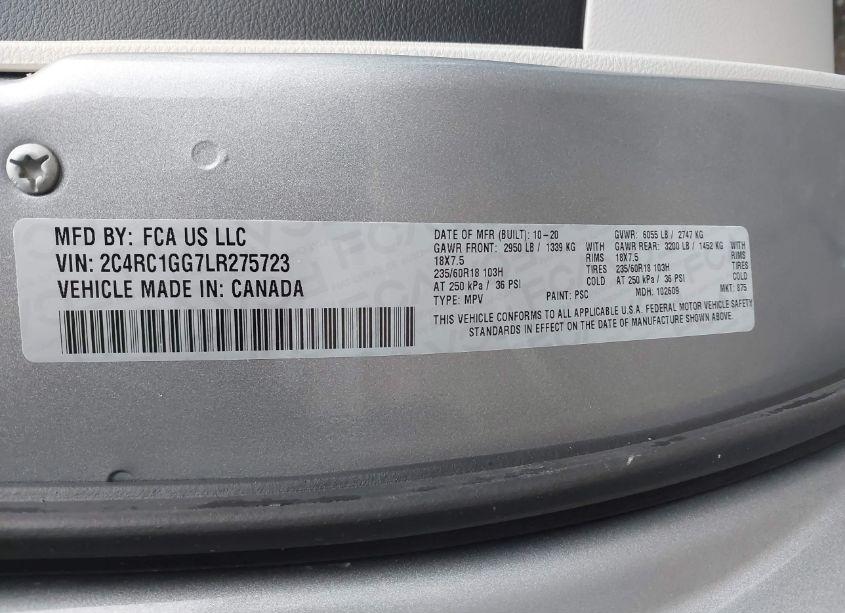 MFD BY: FCA US LLC
VIN: 2C4RC1GG7LR275723
VEHICLE MADE IN: CANADA
DATE OF MFR (BUILT): 10-20 GVWR: 6055 LB / 2747 KG
GAWR FRONT: 2950 LB / 1339 KG WITH GAWR REAR: 3200 LB / 1452 KG WITH
18X7.5 RIMS 18X7.5 RIMS
235/60R18 103H TIRES 235/60R18 103H TIRES
AT 250 kPa / 36 PSI COLD AT 250 kPa / 36 PSI COLD
TYPE: MPV PAINT: PSC MDH: 102609 MKT: 875
THIS VEHICLE CONFORMS TO ALL APPLICABLE U.S.A. FEDERAL MOTOR VEHICLE SAFETY
STANDARDS IN EFFECT ON THE DATE OF MANUFACTURE SHOWN ABOVE.